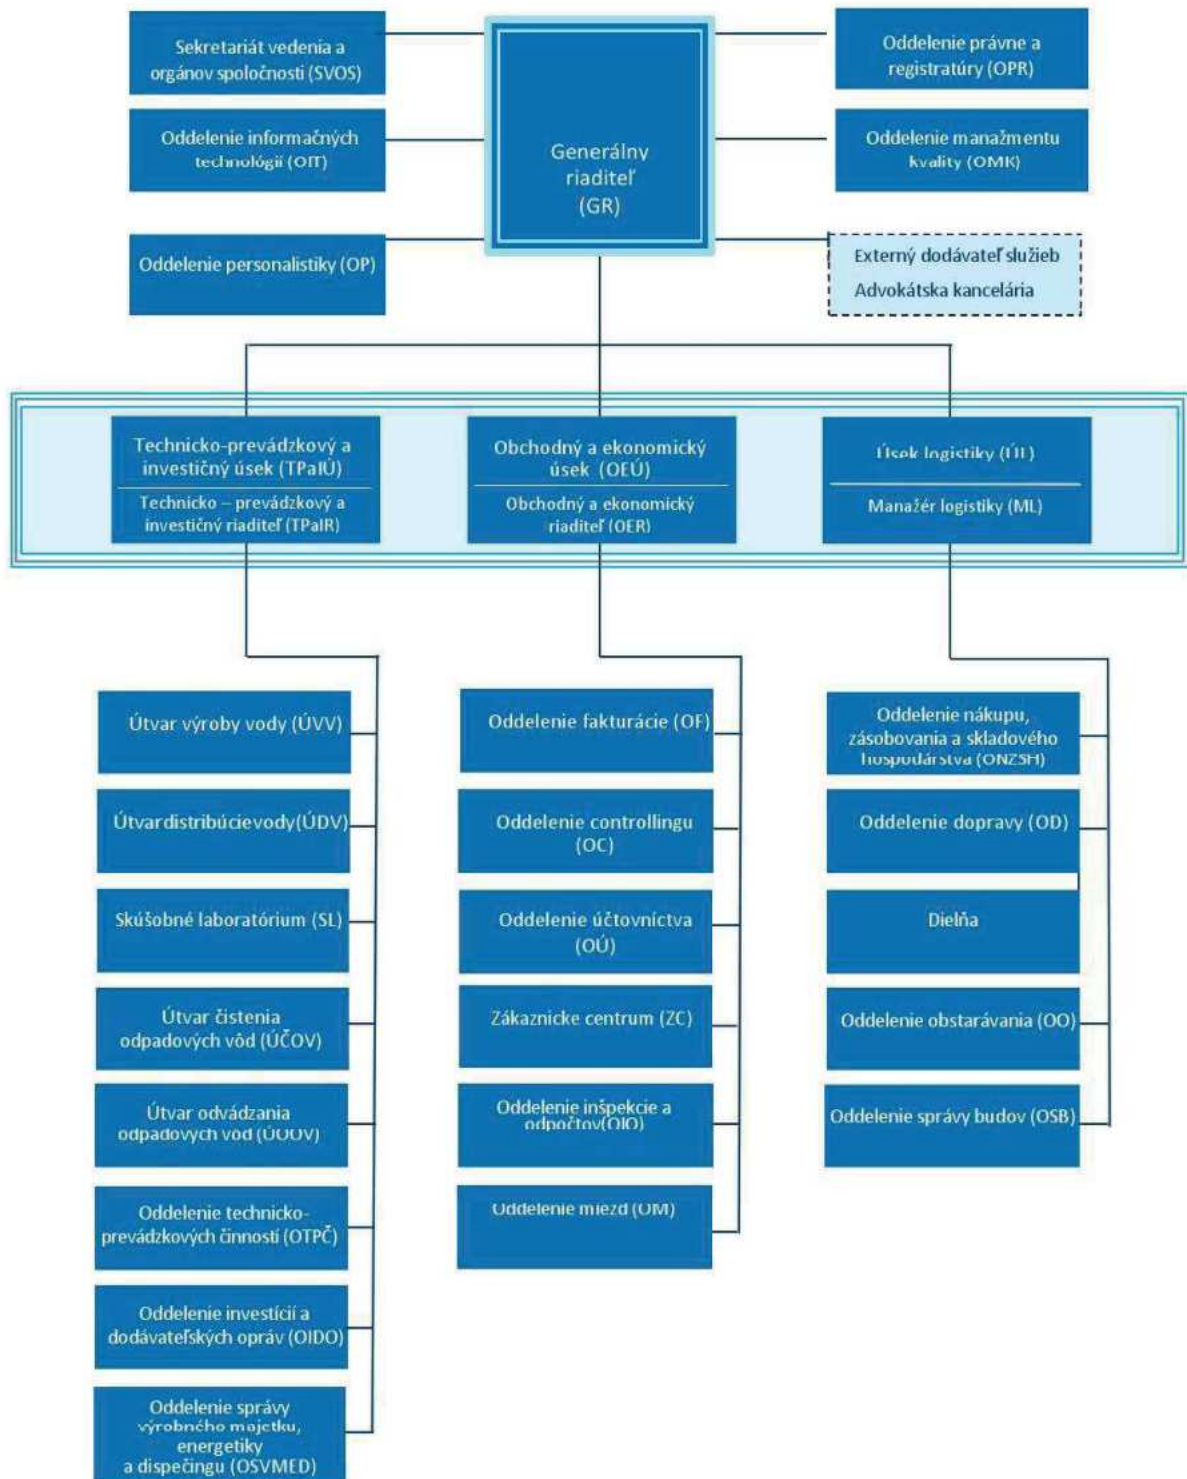 Sekretariát vedenia a
orgánov spoločnosti (SVOS)
Oddelenie informačných
technológií (OIT)
Oddelenie personalistiky (OP)
Generálny
riaditeľ
(GR)
Oddelenie právne a
registratúry (OPR)
Oddelenie manažmentu
kvality (OMK)
Externý dodávateľ služieb
Advokátska kancelária
Technicko-prevádzkový a
investičný úsek (TPaIÚ)
Technicko – prevádzkový a
investičný riaditeľ (TPaIR)
Obchodný a ekonomický
úsek (OEÚ)
Obchodný a ekonomický
riaditeľ (OER)
Úsek logistiky (ÚL)
Manažér logistiky (ML)
Útvar výroby vody (ÚVV)
Útvar distribúcie vody (ÚDV)
Skúšobné laboratórium (SL)
Útvar čistenia
odpadových vôd (ÚČOV)
Útvar odvádzania
odpadových vôd (ÚOOV)
Oddelenie technicko-
prevádzkových činností (OTPČ)
Oddelenie investícií a
dodávateľských opráv (OIDO)
Oddelenie správy
výrobného majetku,
energetiky
a dispečingu (OSVMED)
Oddelenie fakturácie (OF)
Oddelenie controllingu
(OC)
Oddelenie účtovníctva
(OÚ)
Zákaznícke centrum (ZC)
Oddelenie inšpekcie a
odpočtov(OIO)
Oddelenie miezd (OM)
Oddelenie nákupu,
zásobovania a skladového
hospodárstva (ONZSH)
Oddelenie dopravy (OD)
Dielňa
Oddelenie obstarávania (OO)
Oddelenie správy budov (OSB)